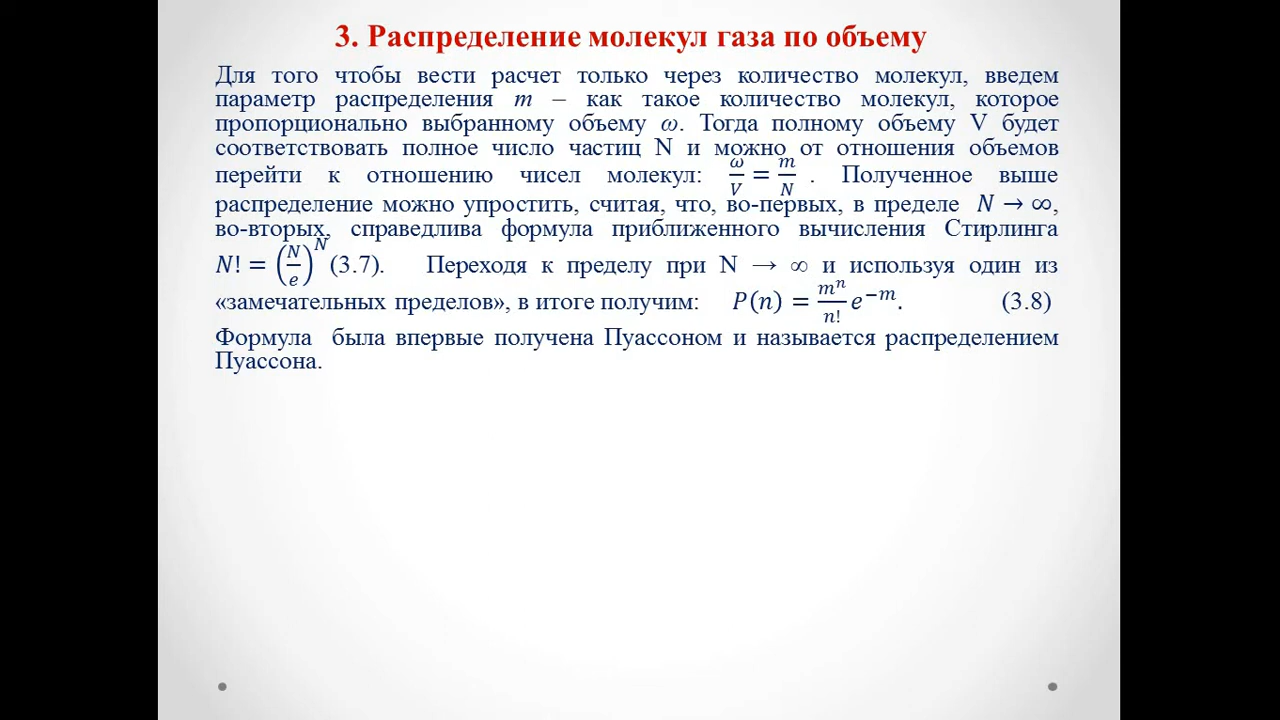 3. Распределение молекул газа по объему
Для того чтобы вести расчет только через количество молекул, введем
параметр распределения m – как такое количество молекул, которое
пропорционально выбранному объему ω. Тогда полному объему V будет
соответствовать полное число частиц N и можно от отношения объемов
перейти к отношению чисел молекул: ω/V = m/N . Полученное выше
распределение можно упростить, считая, что, во-первых, в пределе N → ∞,
во-вторых, справедлива формула приближенного вычисления Стирлинга
N! = (N/e)^N (3.7). Переходя к пределу при N → ∞ и используя один из
«замечательных пределов», в итоге получим: P(n) = m^n/n! e^−m. (3.8)
Формула была впервые получена Пуассоном и называется распределением
Пуассона.